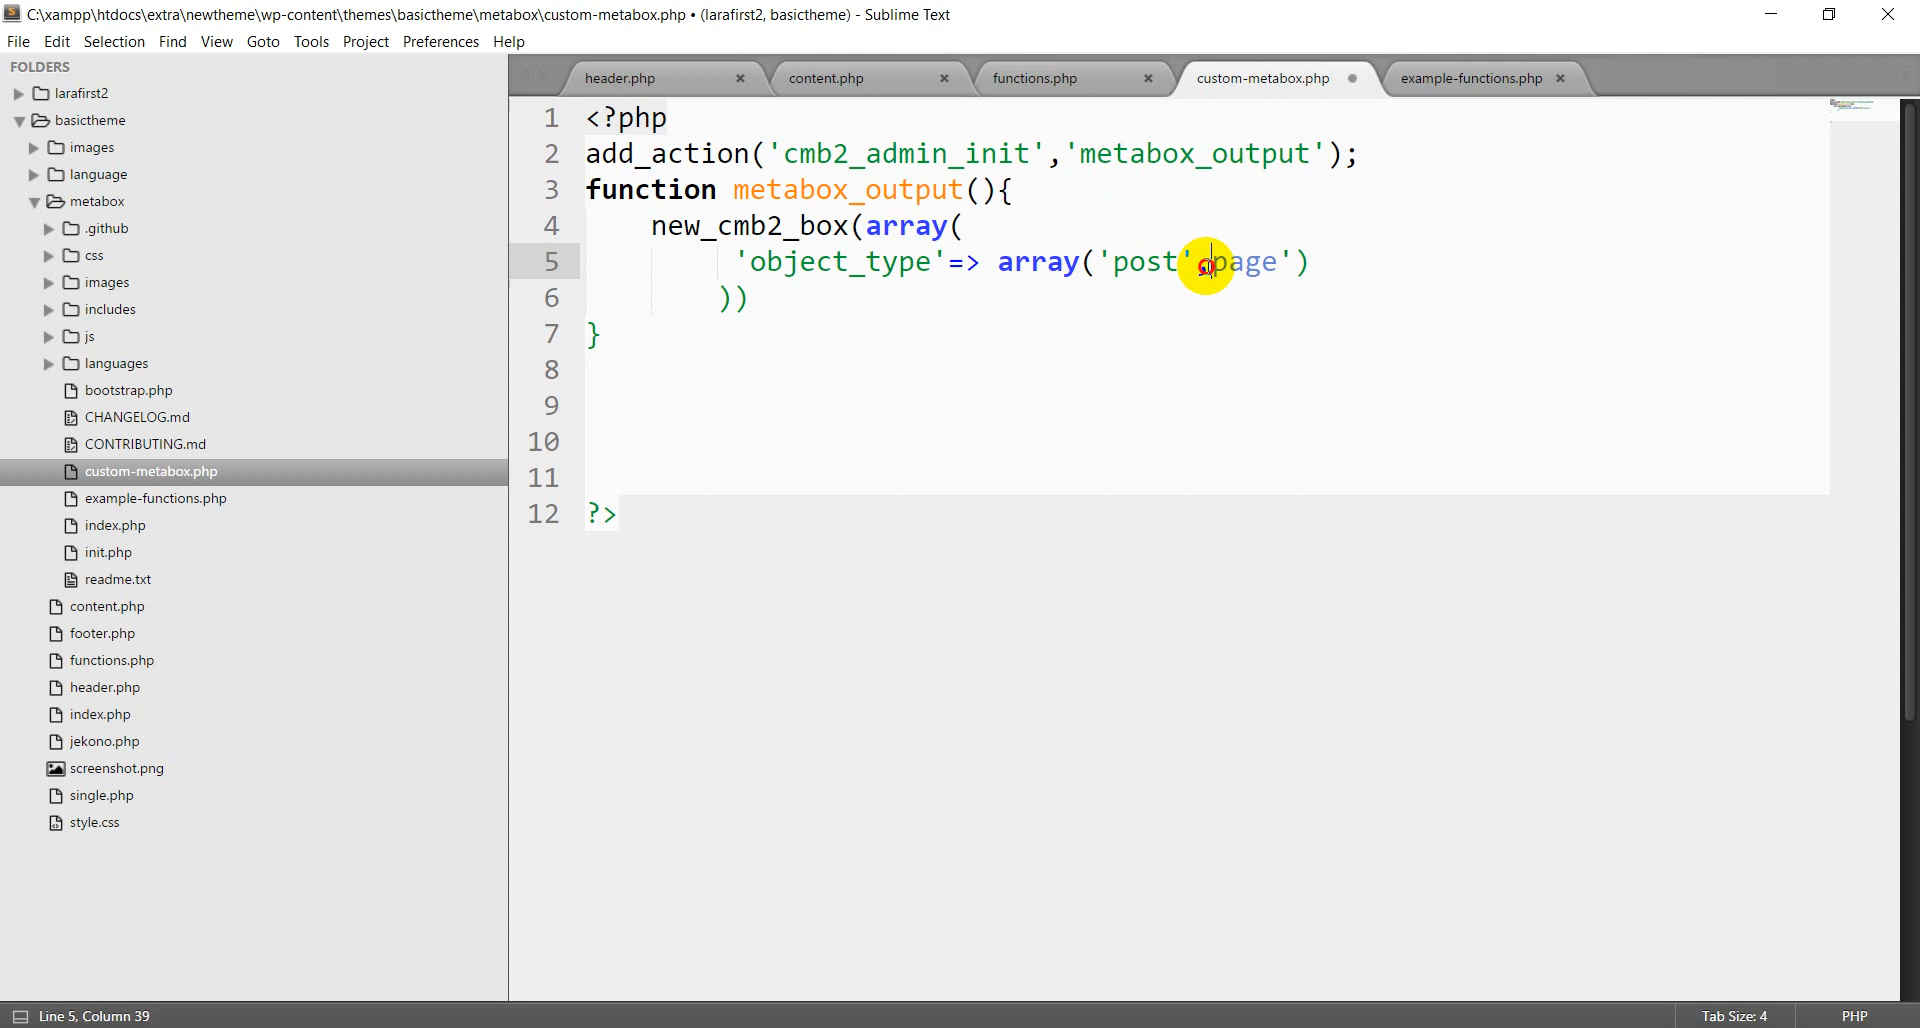 C:\xampp\htdocs\extra\newtheme\wp-content\themes\basictheme\metabox\custom-metabox.php • (larafirst2, basictheme) - Sublime Text
File Edit Selection Find View Goto Tools Project Preferences Help
FOLDERS
larafirst2
basictheme
images
language
metabox
.github
css
images
includes
js
languages
bootstrap.php
CHANGELOG.md
CONTRIBUTING.md
custom-metabox.php
example-functions.php
index.php
init.php
readme.txt
content.php
footer.php
functions.php
header.php
index.php
jekono.php
screenshot.png
single.php
style.css
header.php content.php functions.php custom-metabox.php example-functions.php
1 <?php
2 add_action('cmb2_admin_init','metabox_output');
3 function metabox_output(){
4 new_cmb2_box(array(
5 'object_type'=> array('post',page')
6 ))
7 }
8
9
10
11
12 ?>
Line 5, Column 39 Tab Size: 4 PHP